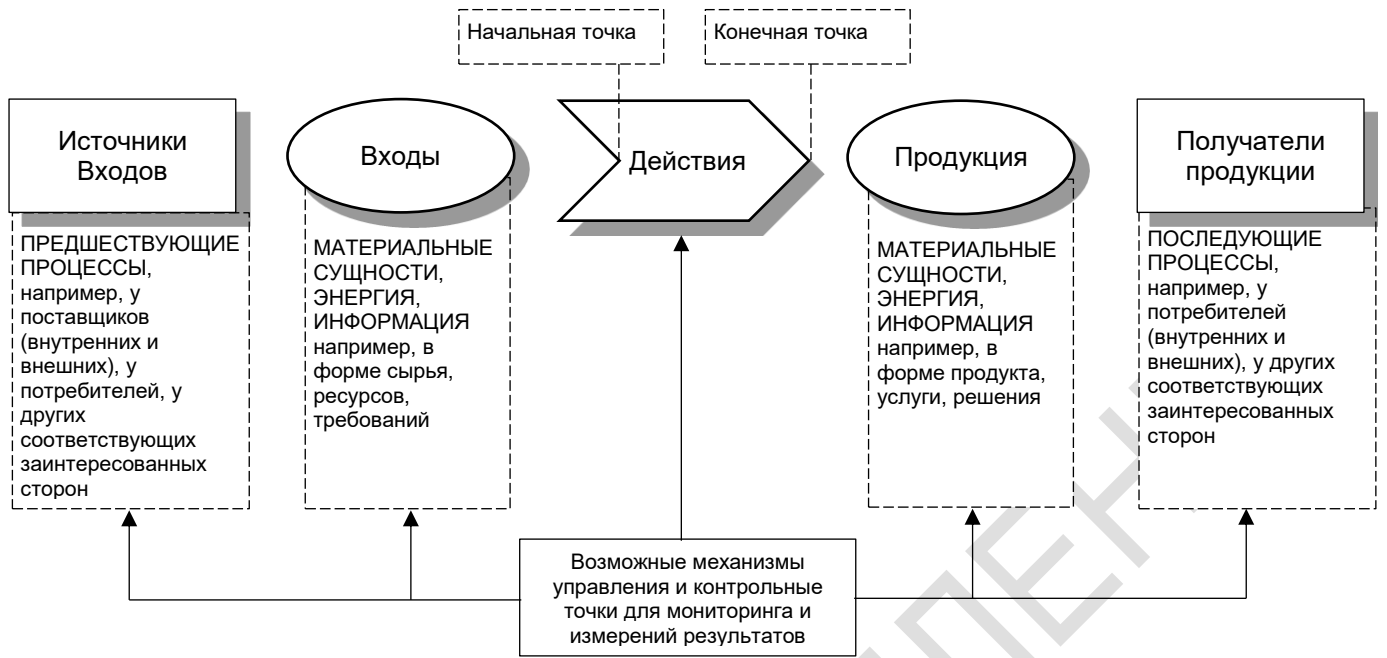 Начальная точка
Конечная точка
Источники
Входов
Входы
Действия
Продукция
Получатели
продукции
ПРЕДШЕСТВУЮЩИЕ
ПРОЦЕССЫ,
например, у
поставщиков
(внутренних и
внешних), у
потребителей, у
других
соответствующих
заинтересованных
сторон
МАТЕРИАЛЬНЫЕ
СУЩНОСТИ,
ЭНЕРГИЯ,
ИНФОРМАЦИЯ
например, в
форме сырья,
ресурсов,
требований
МАТЕРИАЛЬНЫЕ
СУЩНОСТИ,
ЭНЕРГИЯ,
ИНФОРМАЦИЯ
например, в
форме продукта,
услуги, решения
ПОСЛЕДУЮЩИЕ
ПРОЦЕССЫ,
например, у
потребителей
(внутренних и
внешних), у других
соответствующих
заинтересованных
сторон
Возможные механизмы
управления и контрольные
точки для мониторинга и
измерений результатов